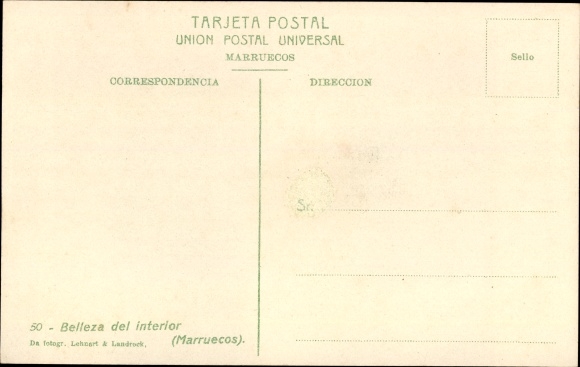 TARJETA POSTAL
UNION POSTAL UNIVERSAL
MARRUECOS
CORRESPONDENCIA
DIRECCION
Sello
Sr.
50 - Belleza del interior
(Marruecos).
Da fotogr. Lehnert & Landrock.